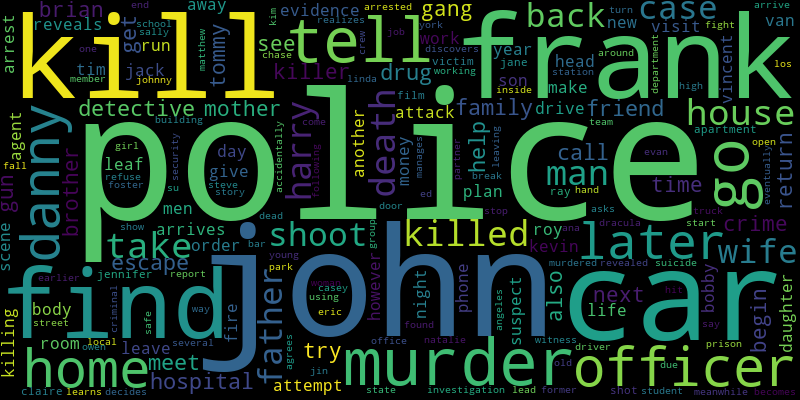 kill
police
john
frank
find
car
tell
murder
officer
danny
home
go
later
house
wife
man
take
shoot
killed
harry
death
father
back
case
gang
brian
away
evidence
reveals
school
sally
end
turn
tim
run
get
jack
johnny
member
one
matthew
tommy
see
year
killer
drug
arrested
york
job
crew
chase
kim
realizes
discovers
work
victim
working
jane
new
son
film
linda
visit
van
arrive
los
head
station
fight
around
department
high
inside
make
vincent
detective
mother
family
drive
friend
attack
money
another
help
call
apartment
open
evan
team
eventually
return
arrest
agent
gun
fall
brother
girl
building
leaf
day
give
men
refuse
foster
su
steve
story
security
accidentally
come
following
manages
ed
door
plan
break
partner
leaving
ray
hand
time
crime
truck
start
scene
show
arrives
order
bar
dead
group
escape
hospital
jennifer
report
earlier
young
park
using
casey
eric
woman
however
night
phone
roy
kevin
stop
ana
asks
dracula
murdered
revealed
suicide
also
suspect
angeles
found
natalie
next
life
hit
bobby
say
begin
daughter
witness
driver
old
due
prison
killing
body
street
room
owen
local
safe
criminal
several
way
fire
leave
meet
try
agrees
attempt
jin
office
state
investigation
lead
former
shot
student
meanwhile
becomes
claire
learns
decides